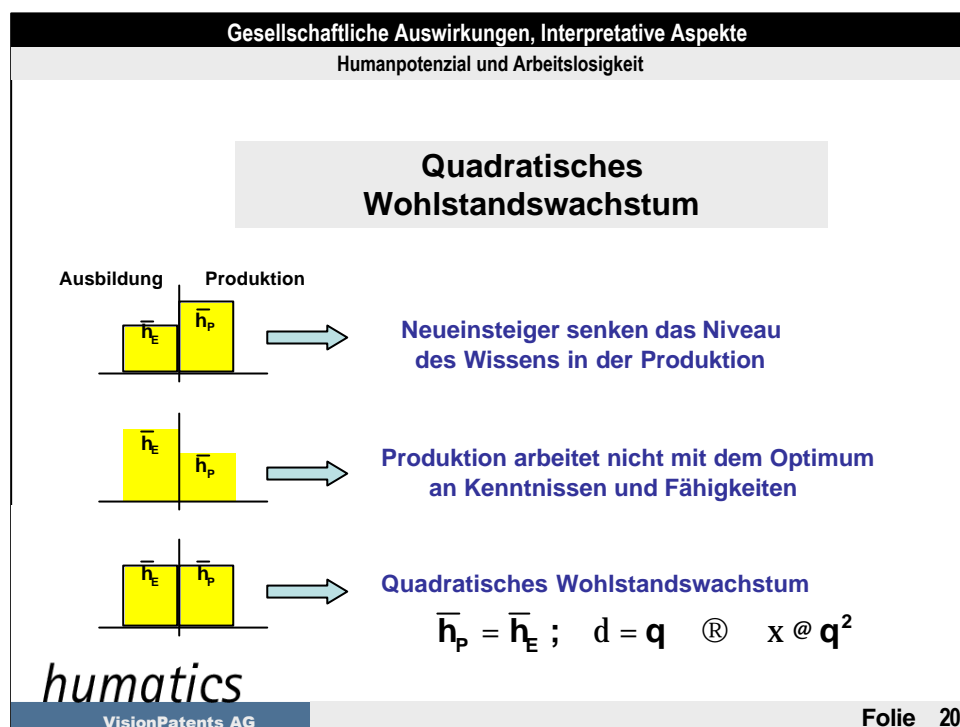 Gesellschaftliche Auswirkungen, Interpretative Aspekte
Humanpotenzial und Arbeitslosigkeit
Quadratisches
Wohlstandswachstum
Ausbildung Produktion
h̅E h̅P
Neueinsteiger senken das Niveau
des Wissens in der Produktion
h̅E h̅P
Produktion arbeitet nicht mit dem Optimum
an Kenntnissen und Fähigkeiten
h̅E h̅P
Quadratisches Wohlstandswachstum
h̅P = h̅E ; d = q ® x @ q²
humatics
VisionPatents AG
Folie 20